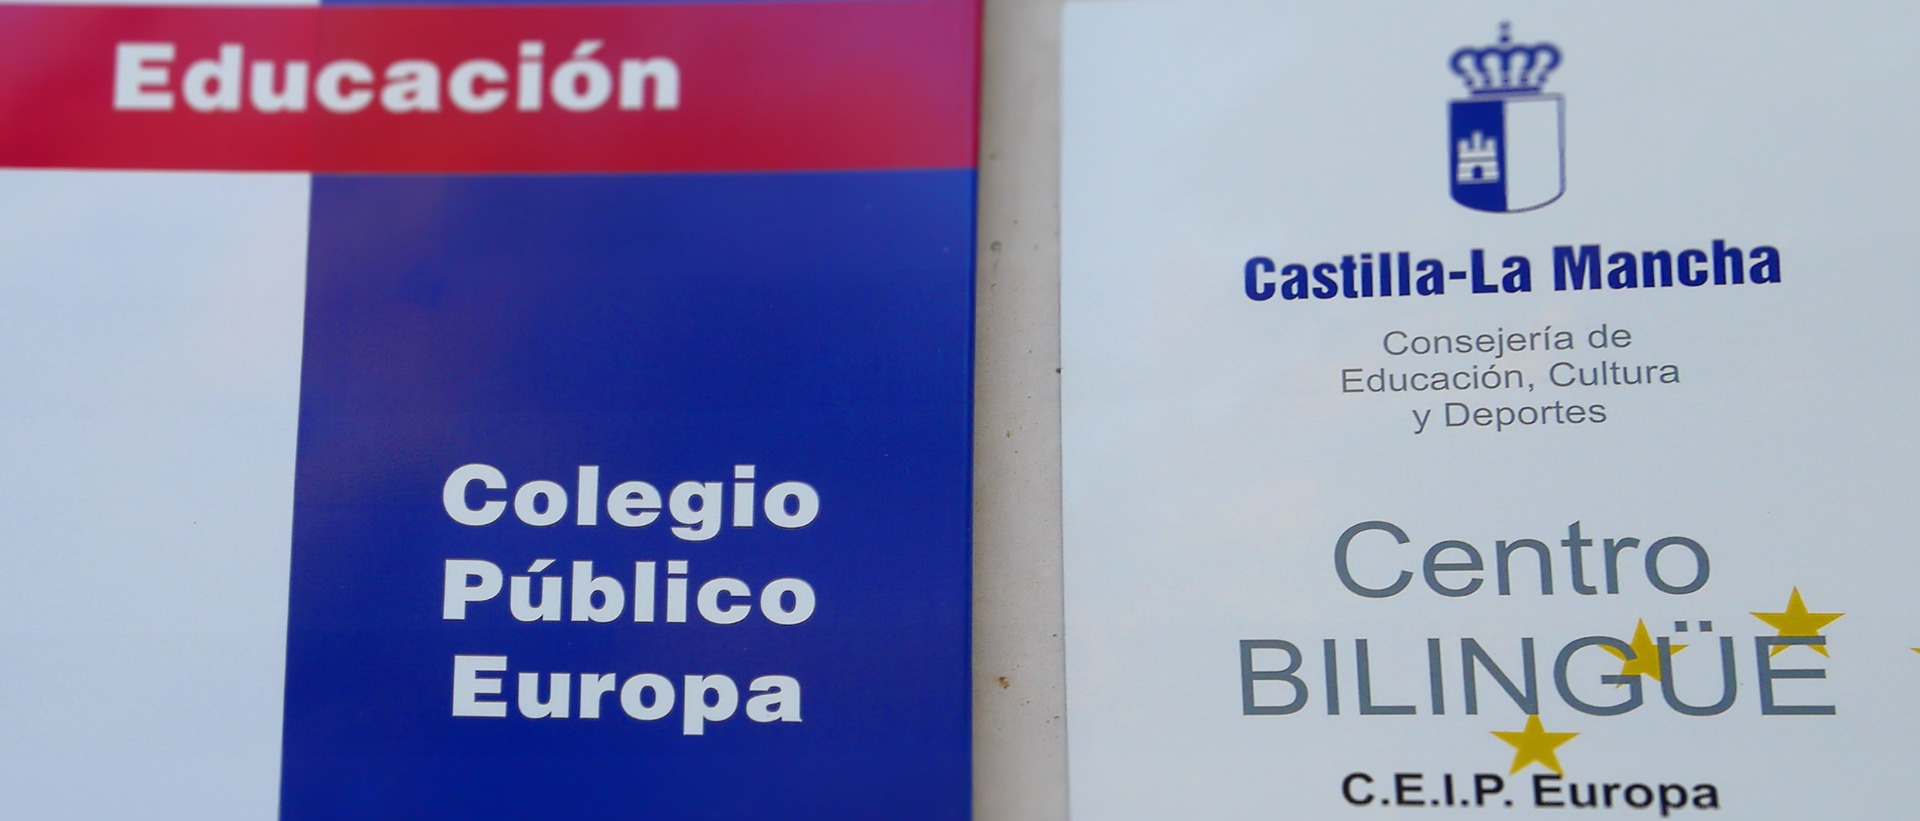 Educación
Colegio
Público
Europa
Castilla-La Mancha
Consejería de
Educación, Cultura
y Deportes
Centro
BILINGÜE
C.E.I.P. Europa